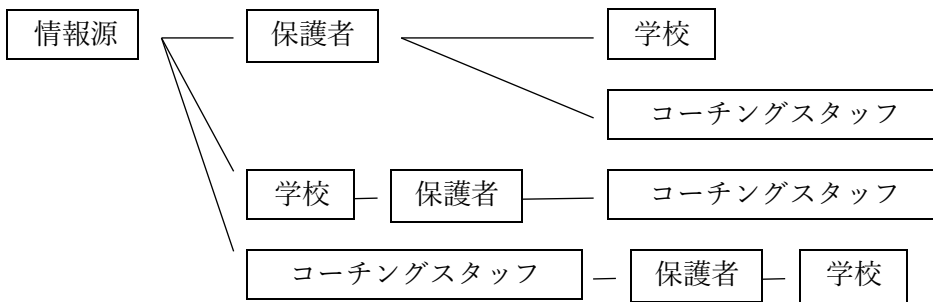 情報源 保護者 学校
コーチングスタッフ
学校 保護者 コーチングスタッフ
コーチングスタッフ 保護者 学校